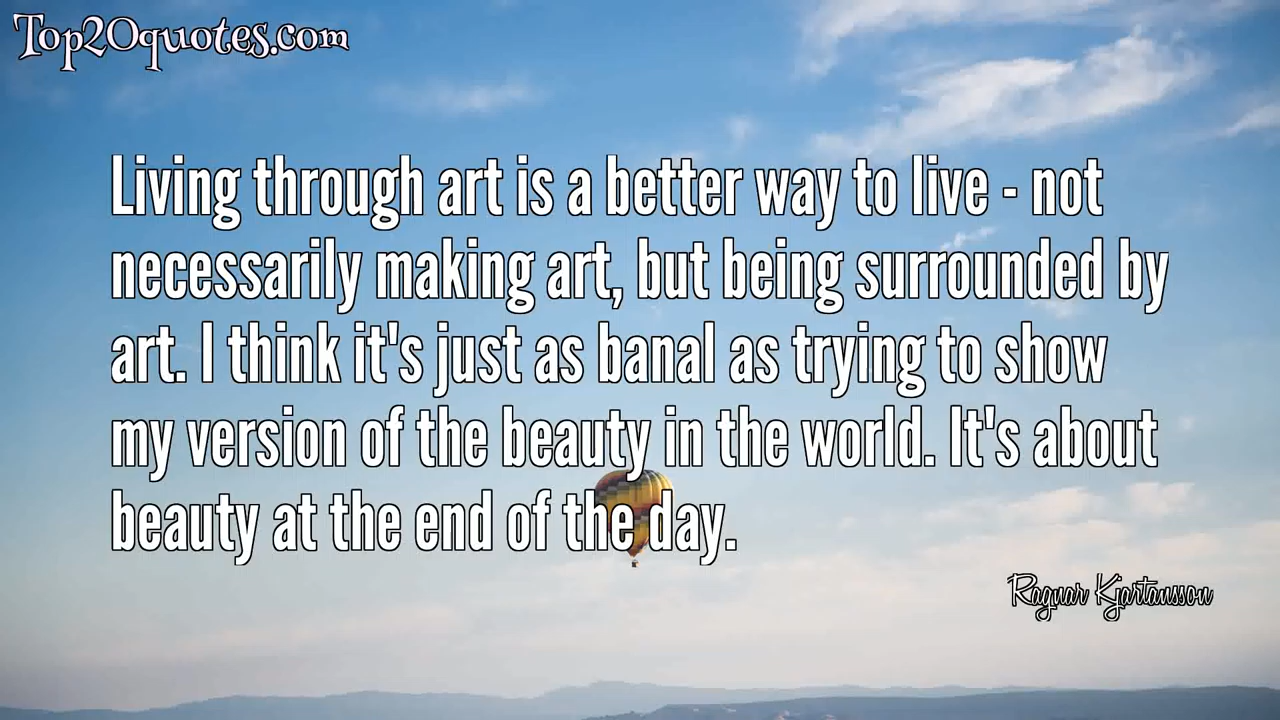 Top20quotes.com
Living through art is a better way to live - not
necessarily making art, but being surrounded by
art. I think it's just as banal as trying to show
my version of the beauty in the world. It's about
beauty at the end of the day.
Ragnar Kjartansson